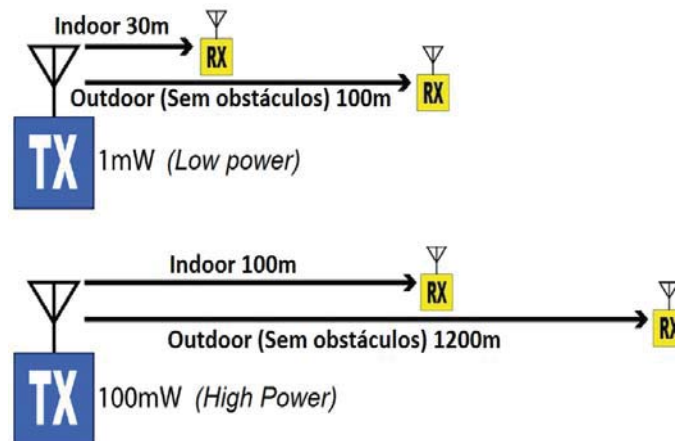 Indoor 30m
RX
Outdoor (Sem obstáculos) 100m
RX
TX 1mW (Low power)
Indoor 100m
RX
Outdoor (Sem obstáculos) 1200m
RX
TX 100mW (High Power)